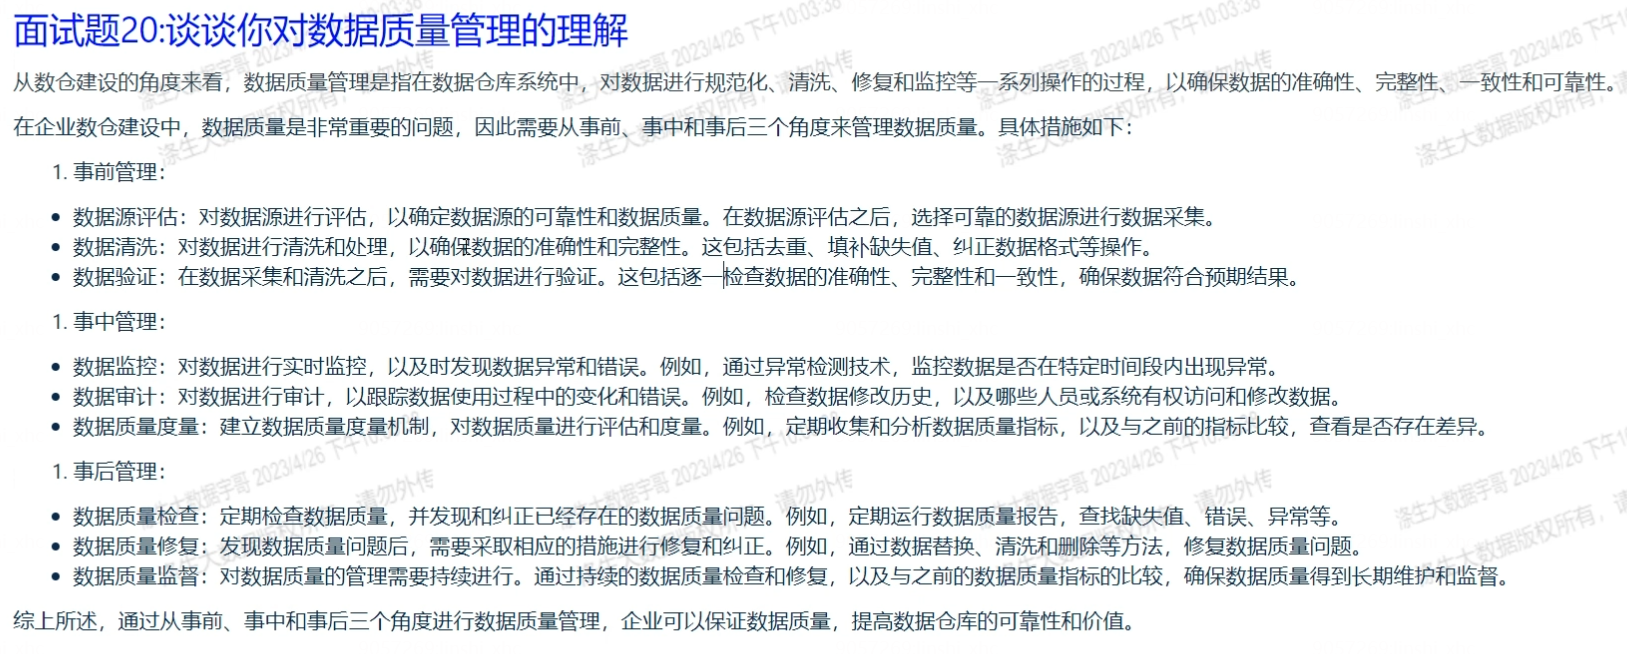 面试题20:谈谈你对数据质量管理的理解
从数仓建设的角度来看，数据质量管理是指在数据仓库系统中，对数据进行规范化、清洗、修复和监控等一系列操作的过程，以确保数据的准确性、完整性、一致性和可靠性。
在企业数仓建设中，数据质量是非常重要的问题，因此需要从事前、事中和事后三个角度来管理数据质量。具体措施如下：
1. 事前管理：
• 数据源评估：对数据源进行评估，以确定数据源的可靠性和数据质量。在数据源评估之后，选择可靠的数据源进行数据采集。
• 数据清洗：对数据进行清洗和处理，以确保数据的准确性和完整性。这包括去重、填补缺失值、纠正数据格式等操作。
• 数据验证：在数据采集和清洗之后，需要对数据进行验证。这包括逐一检查数据的准确性、完整性和一致性，确保数据符合预期结果。
1. 事中管理：
• 数据监控：对数据进行实时监控，以及时发现数据异常和错误。例如，通过异常检测技术，监控数据是否在特定时间段内出现异常。
• 数据审计：对数据进行审计，以跟踪数据使用过程中的变化和错误。例如，检查数据修改历史，以及哪些人员或系统有权访问和修改数据。
• 数据质量度量：建立数据质量度量机制，对数据质量进行评估和度量。例如，定期收集和分析数据质量指标，以及与之前的指标比较，查看是否存在差异。
1. 事后管理：
• 数据质量检查：定期检查数据质量，并发现和纠正已经存在的数据质量问题。例如，定期运行数据质量报告，查找缺失值、错误、异常等。
• 数据质量修复：发现数据质量问题后，需要采取相应的措施进行修复和纠正。例如，通过数据替换、清洗和删除等方法，修复数据质量问题。
• 数据质量监督：对数据质量的管理需要持续进行。通过持续的数据质量检查和修复，以及与之前的数据质量指标的比较，确保数据质量得到长期维护和监督。
综上所述，通过从事前、事中和事后三个角度进行数据质量管理，企业可以保证数据质量，提高数据仓库的可靠性和价值。
涤生大数据宇哥 2023/4/26 下午10:03:38
涤生大数据版权所有，请勿外传